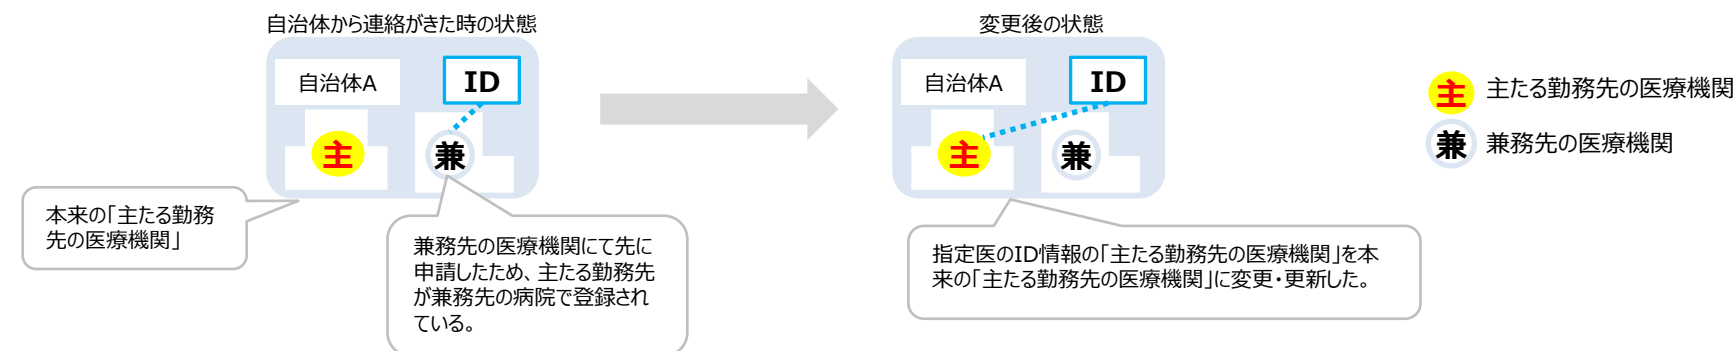 自治体から連絡がきた時の状態
自治体A
ID
主
兼
本来の「主たる勤務
先の医療機関」
兼務先の医療機関にて先に
申請したため、主たる勤務先
が兼務先の病院で登録され
ている。
変更後の状態
自治体A
ID
主
兼
指定医のID情報の「主たる勤務先の医療機関」を本
来の「主たる勤務先の医療機関」に変更・更新した。
主 主たる勤務先の医療機関
兼 兼務先の医療機関